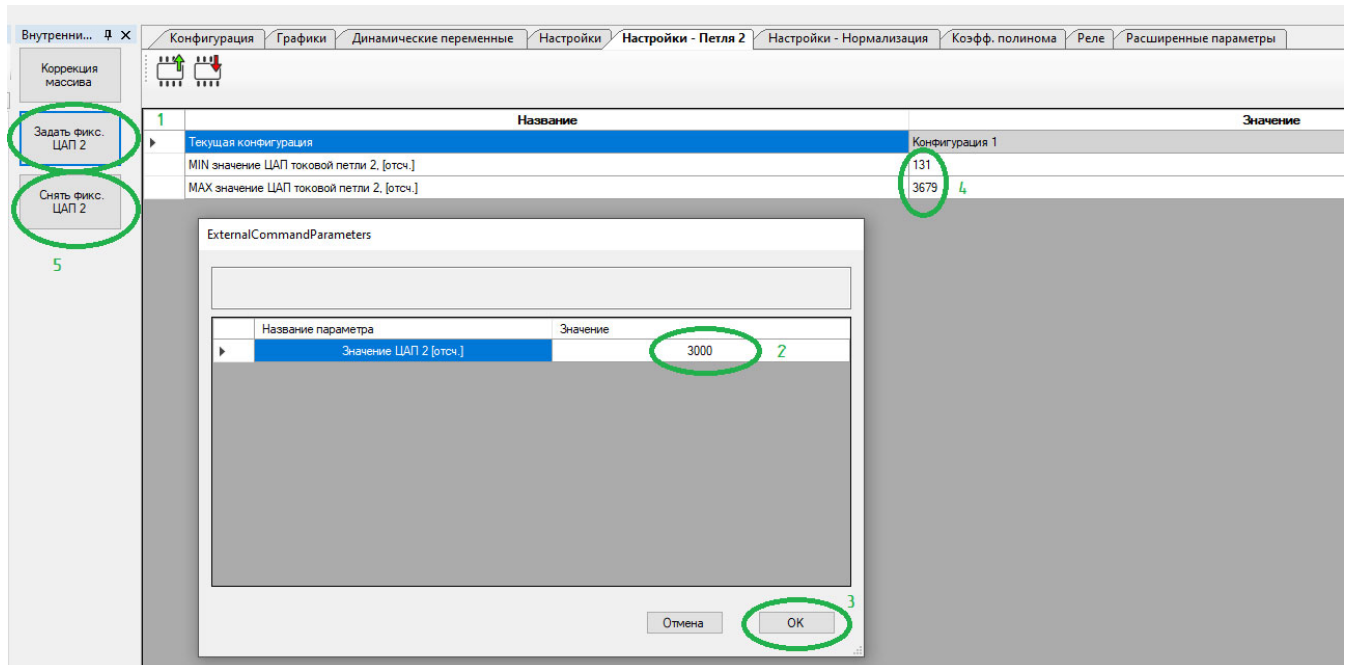 Внутренни...
Конфигурация Графики Динамические переменные Настройки Настройки - Петля 2 Настройки - Нормализация Коэфф. полинома Реле Расширенные параметры
Коррекция
массива
Задать фикс.
ЦАП 2
Снять фикс.
ЦАП 2
5
1 Название Значение
Текущая конфигурация Конфигурация 1
MIN значение ЦАП токовой петли 2, [отсч.] 131
MAX значение ЦАП токовой петли 2, [отсч.] 3679 4
ExternalCommandParameters
Название параметра Значение
Значение ЦАП 2 [отсч.] 3000 2
3
Отмена OK